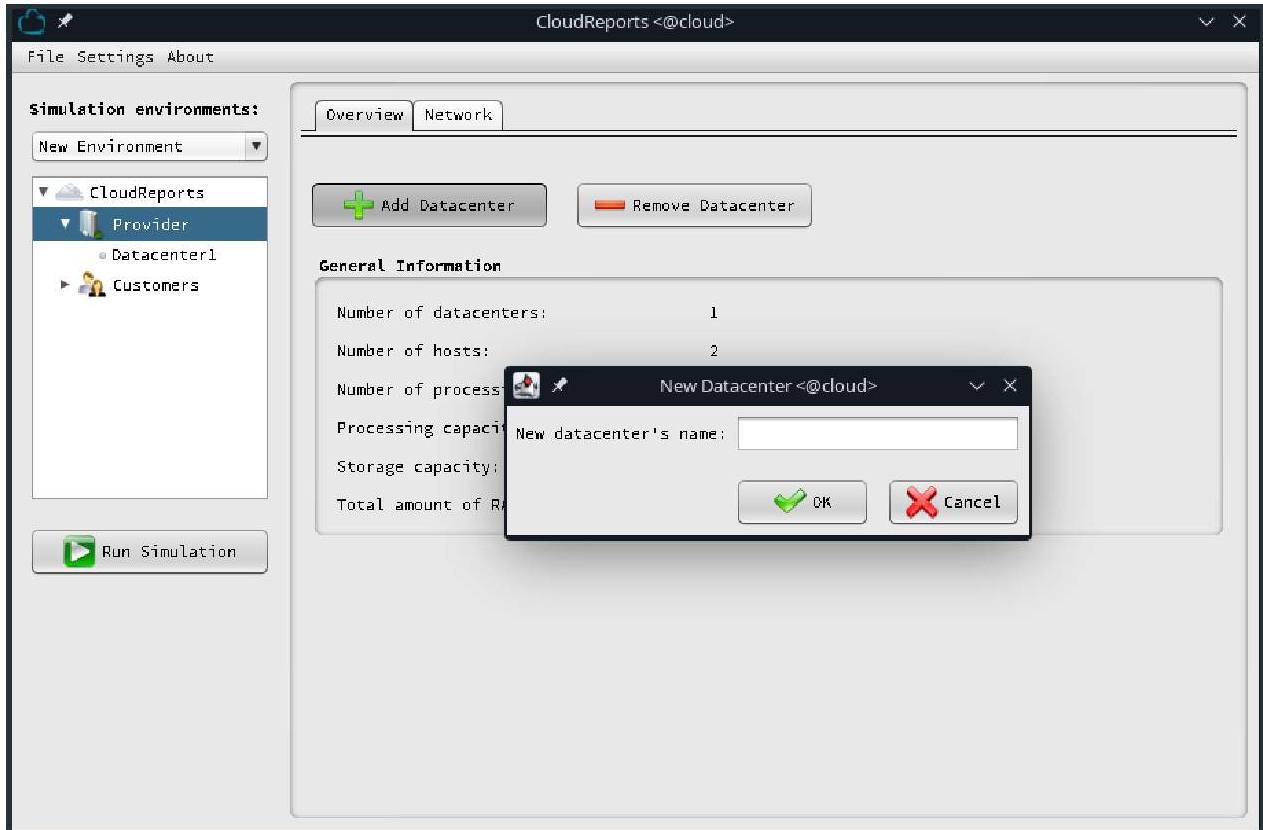 CloudReports <@cloud>
File Settings About
Simulation environments:
New Environment
CloudReports
Provider
Datacenter1
Customers
Run Simulation
Overview Network
Add Datacenter Remove Datacenter
General Information
Number of datacenters: 1
Number of hosts: 2
Number of process
Processing capaci
Storage capacity:
Total amount of R
New Datacenter <@cloud>
New datacenter's name:
OK Cancel